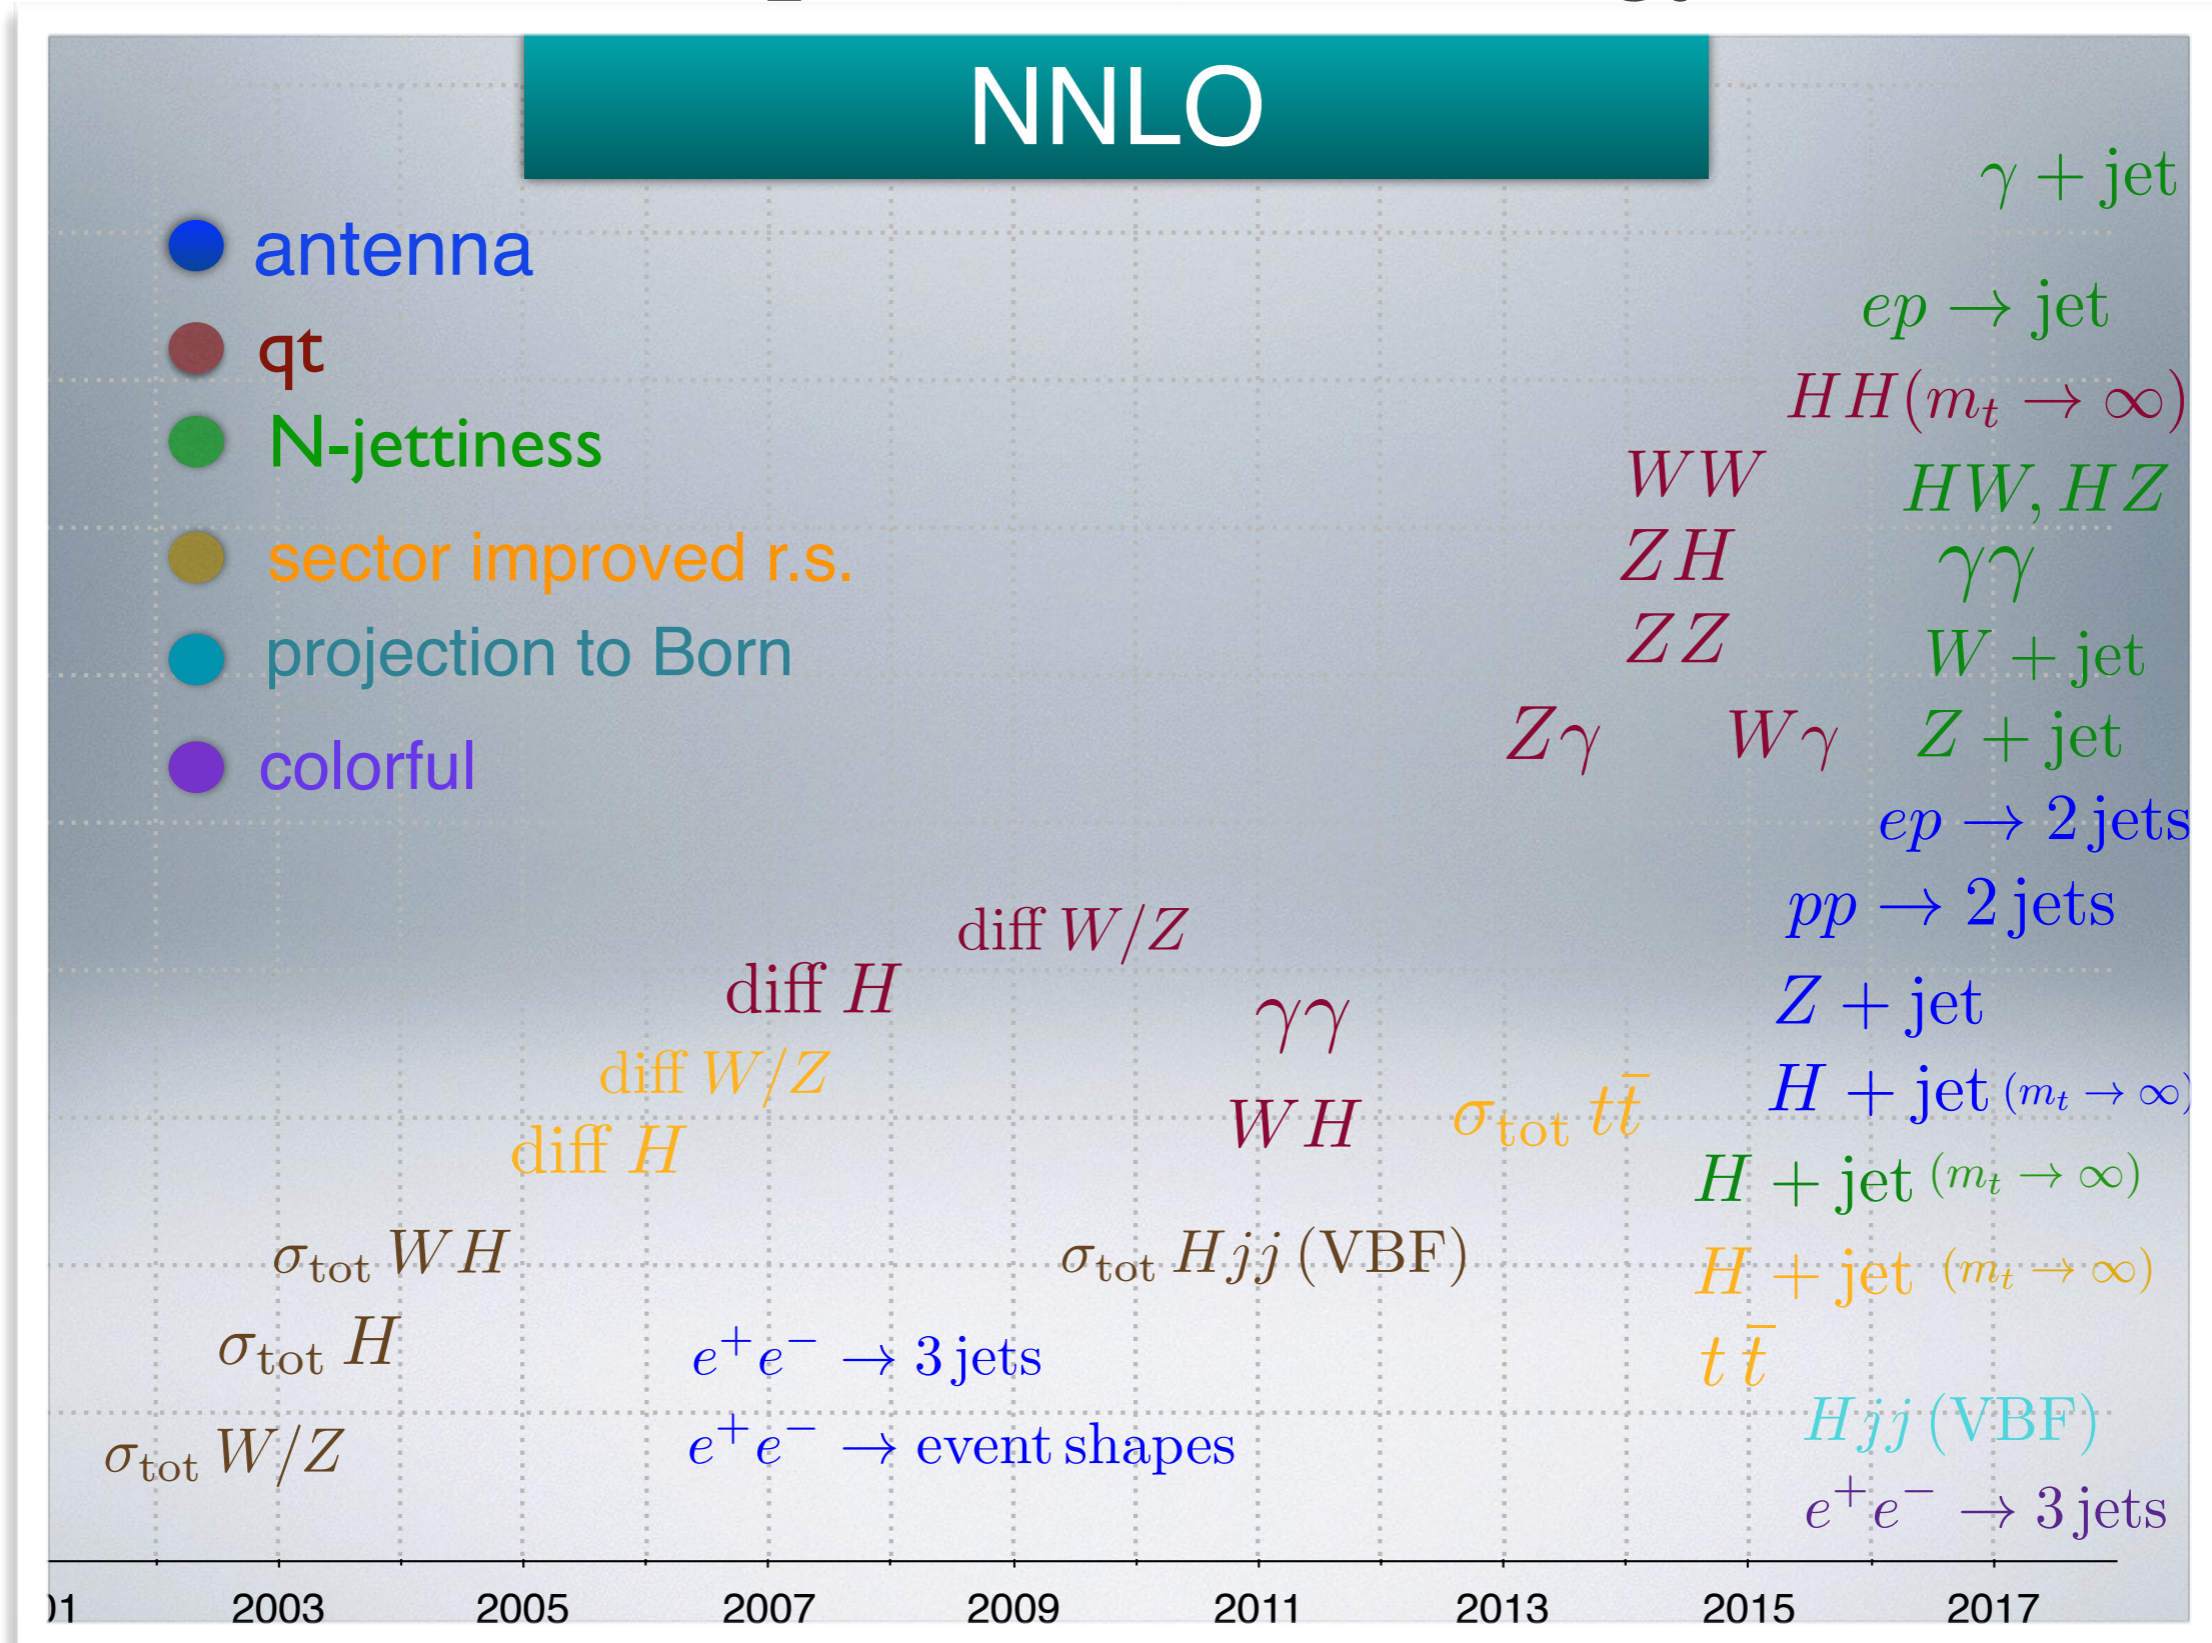 NNLO
γ + jet
antenna
ep → jet
qt
HH(m_t → ∞)
N-jettiness
WW
HW, HZ
sector improved r.s.
ZH
γγ
projection to Born
ZZ
W + jet
colorful
Zγ
Wγ
Z + jet
ep → 2 jets
pp → 2 jets
diff W/Z
diff H
γγ
Z + jet
diff W/Z
WH
σ_tot tt̄
H + jet (m_t → ∞)
diff H
H + jet (m_t → ∞)
σ_tot WH
σ_tot Hjj (VBF)
H + jet (m_t → ∞)
σ_tot H
e⁺e⁻ → 3 jets
t t̄
σ_tot W/Z
e⁺e⁻ → event shapes
Hjj (VBF)
e⁺e⁻ → 3 jets
01 2003 2005 2007 2009 2011 2013 2015 2017